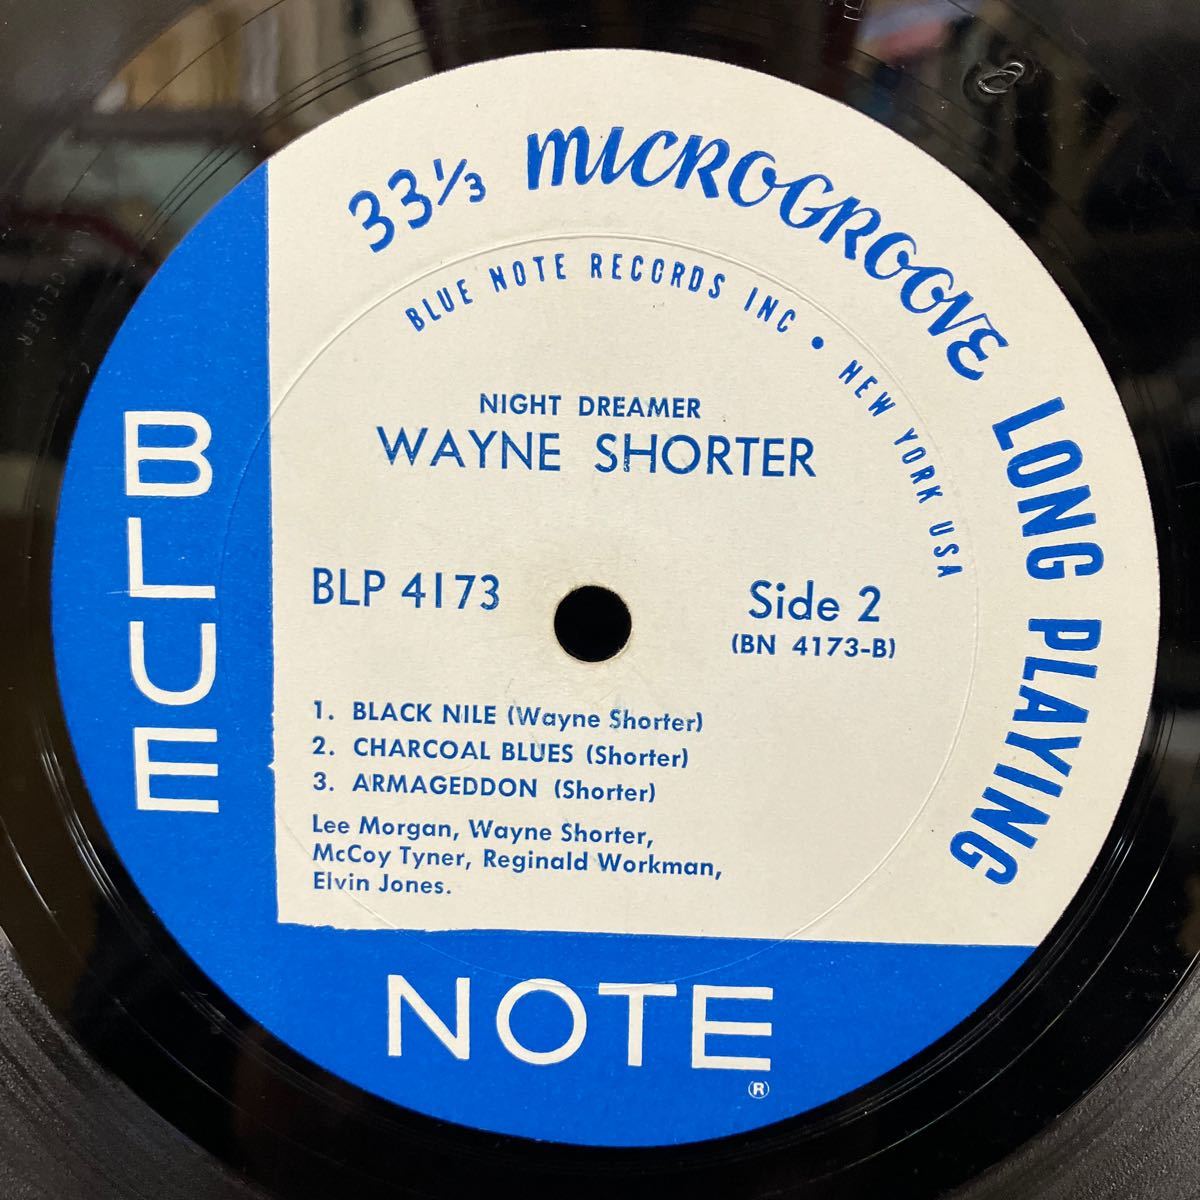 33⅓ MICROGROOVE LONG PLAYING
BLUE NOTE RECORDS INC • NEW YORK USA
NIGHT DREAMER
WAYNE SHORTER
BLP 4173
Side 2
(BN 4173-B)
1. BLACK NILE (Wayne Shorter)
2. CHARCOAL BLUES (Shorter)
3. ARMAGEDDON (Shorter)
Lee Morgan, Wayne Shorter,
McCoy Tyner, Reginald Workman,
Elvin Jones.
BLUE
NOTE
®